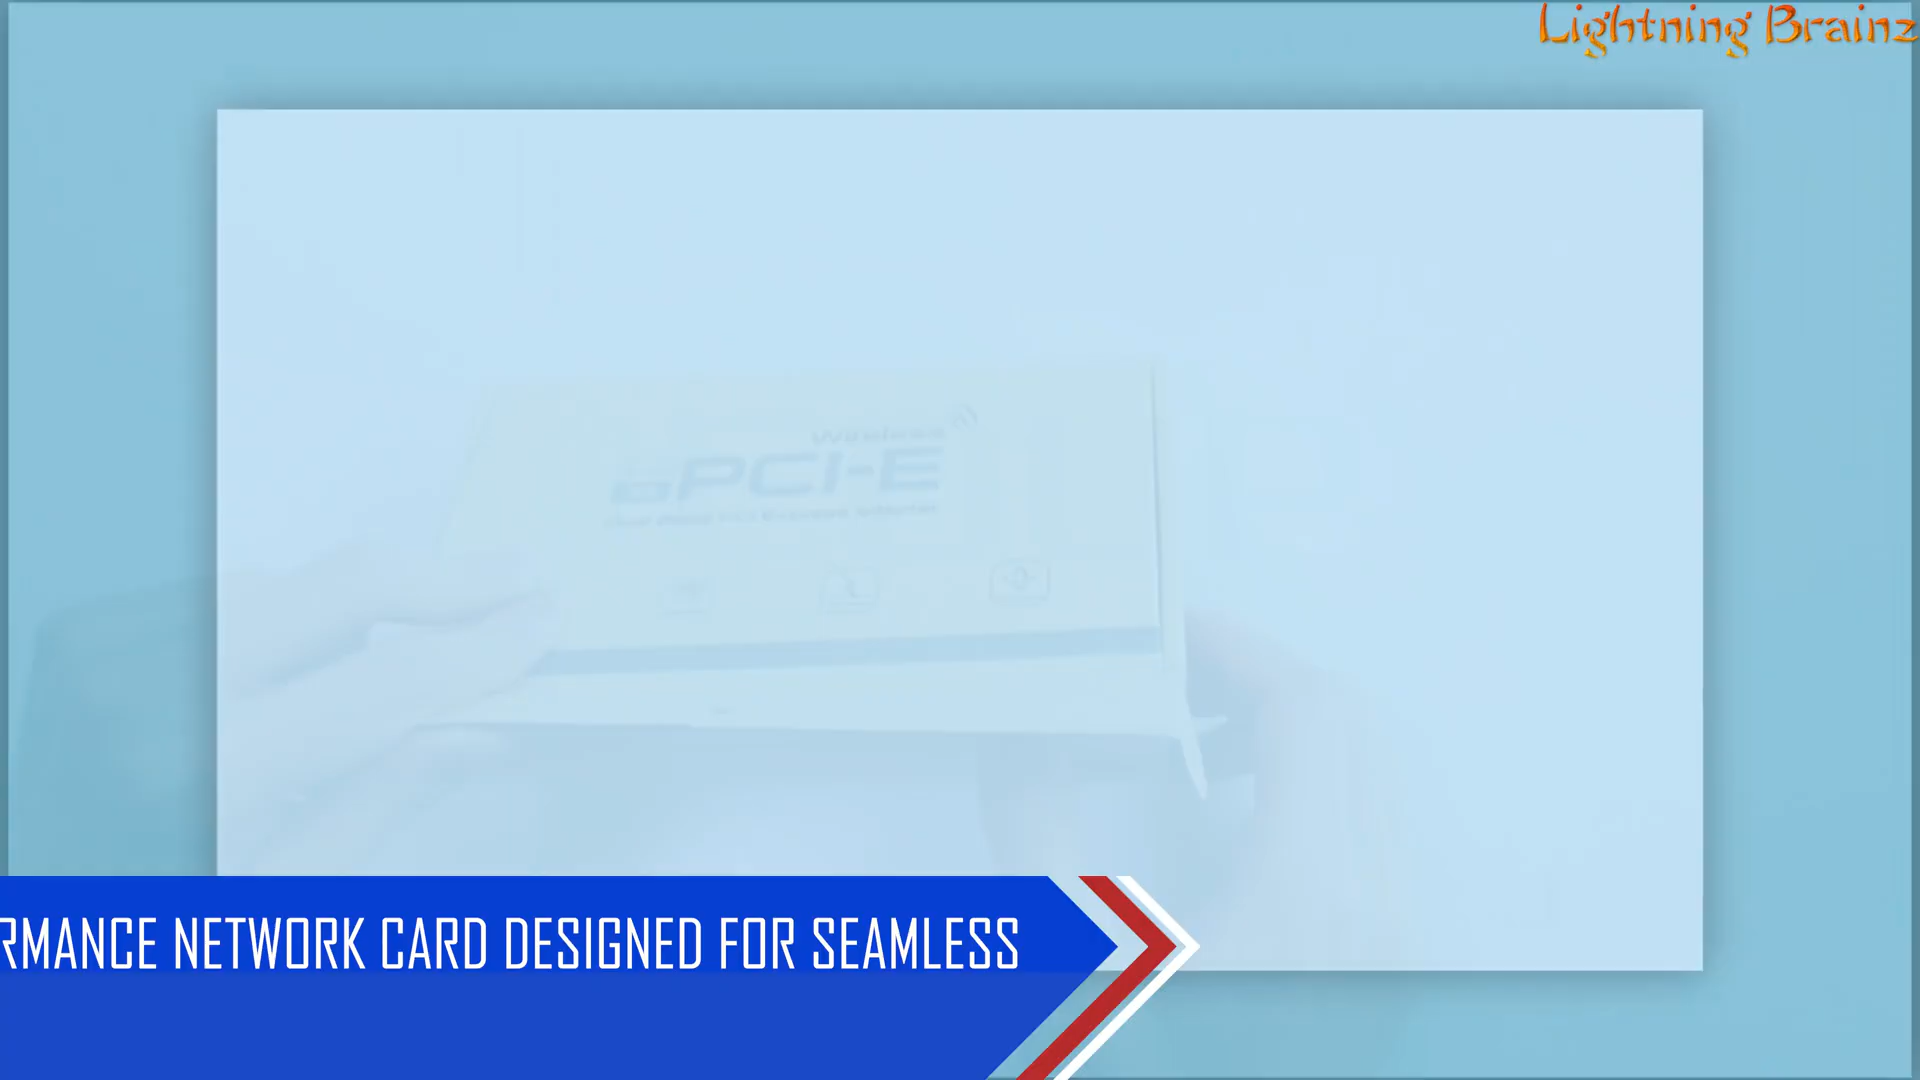 Lightning Brainz
Wireless
PCI-E
RMANCE NETWORK CARD DESIGNED FOR SEAMLESS